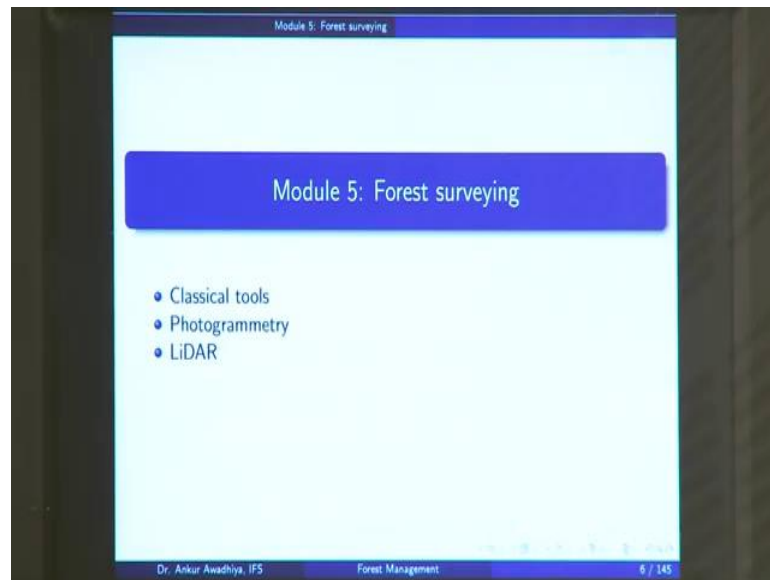 Module 5: Forest surveying
Module 5: Forest surveying
Classical tools
Photogrammetry
LiDAR
Dr. Ankur Awadhiya, IFS Forest Management 6 / 145